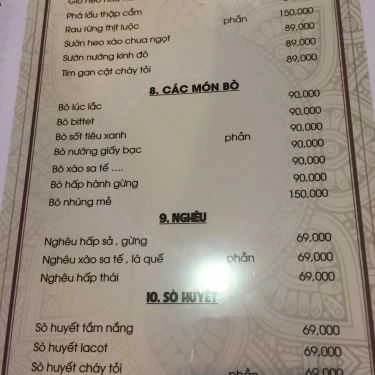 Phá lấu thập cẩm 150,000
Rau rừng thịt luộc phần 89,000
Sườn heo xào chua ngọt 89,000
Sườn nướng kinh đô 89,000
Tim gan cật cháy tỏi
8. CÁC MÓN BÒ
Bò lúc lắc 90,000
Bò bittet 90,000
Bò sốt tiêu xanh phần 90,000
Bò nướng giấy bạc 90,000
Bò xào sa tế .... 90,000
Bò hấp hành gừng 90,000
Bò nhúng mẻ 150,000
9. NGHÊU
Nghêu hấp sả , gừng 69,000
Nghêu xào sa tế , lá quế phần 69,000
Nghêu hấp thái 69,000
10. SÒ HUYẾT
Sò huyết tắm nắng 69,000
Sò huyết lacot 69,000
Sò huyết cháy tỏi phần 69,000